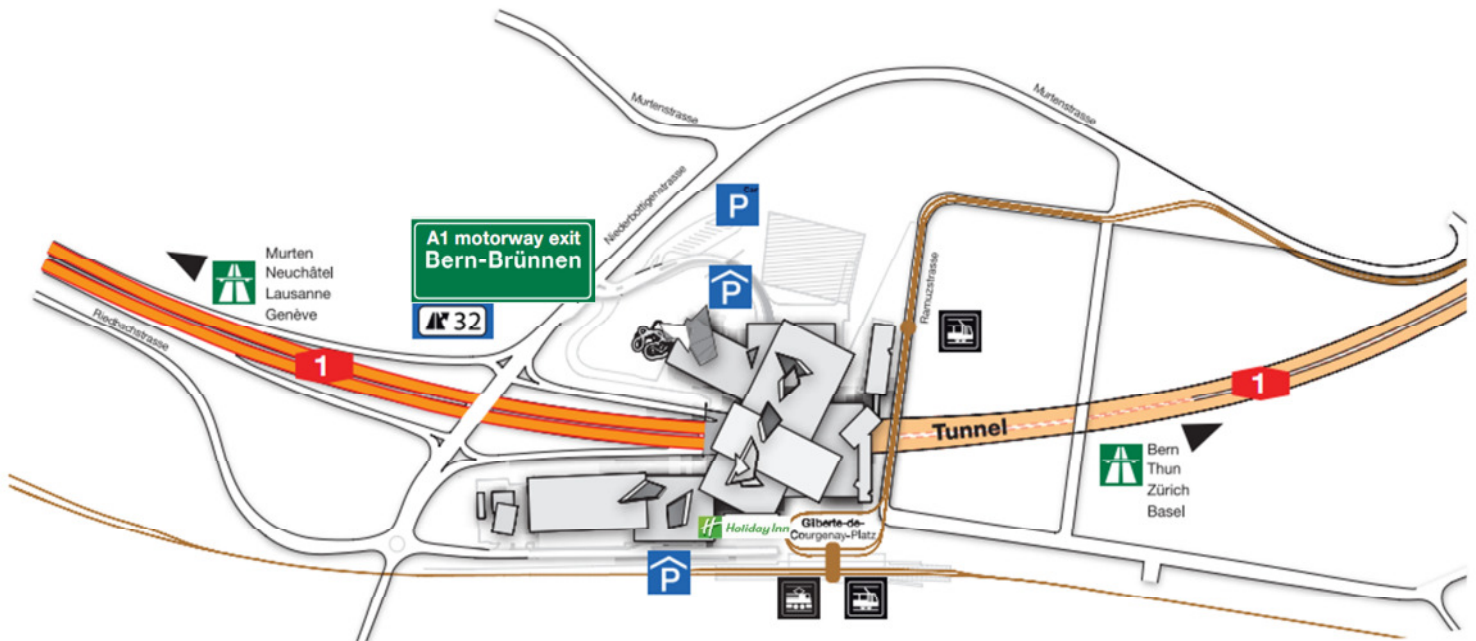 Murtenstrasse
Murtenstrasse
Niederbottigenstrasse
Car
P
A1 motorway exit
Bern-Brünnen
32
Murten
Neuchâtel
Lausanne
Genève
P
Ramuzstrasse
Riedbachstrasse
1
1
Tunnel
Bern
Thun
Zürich
Basel
H Holiday Inn
Gilberte-de-
Courgenay-Platz
P